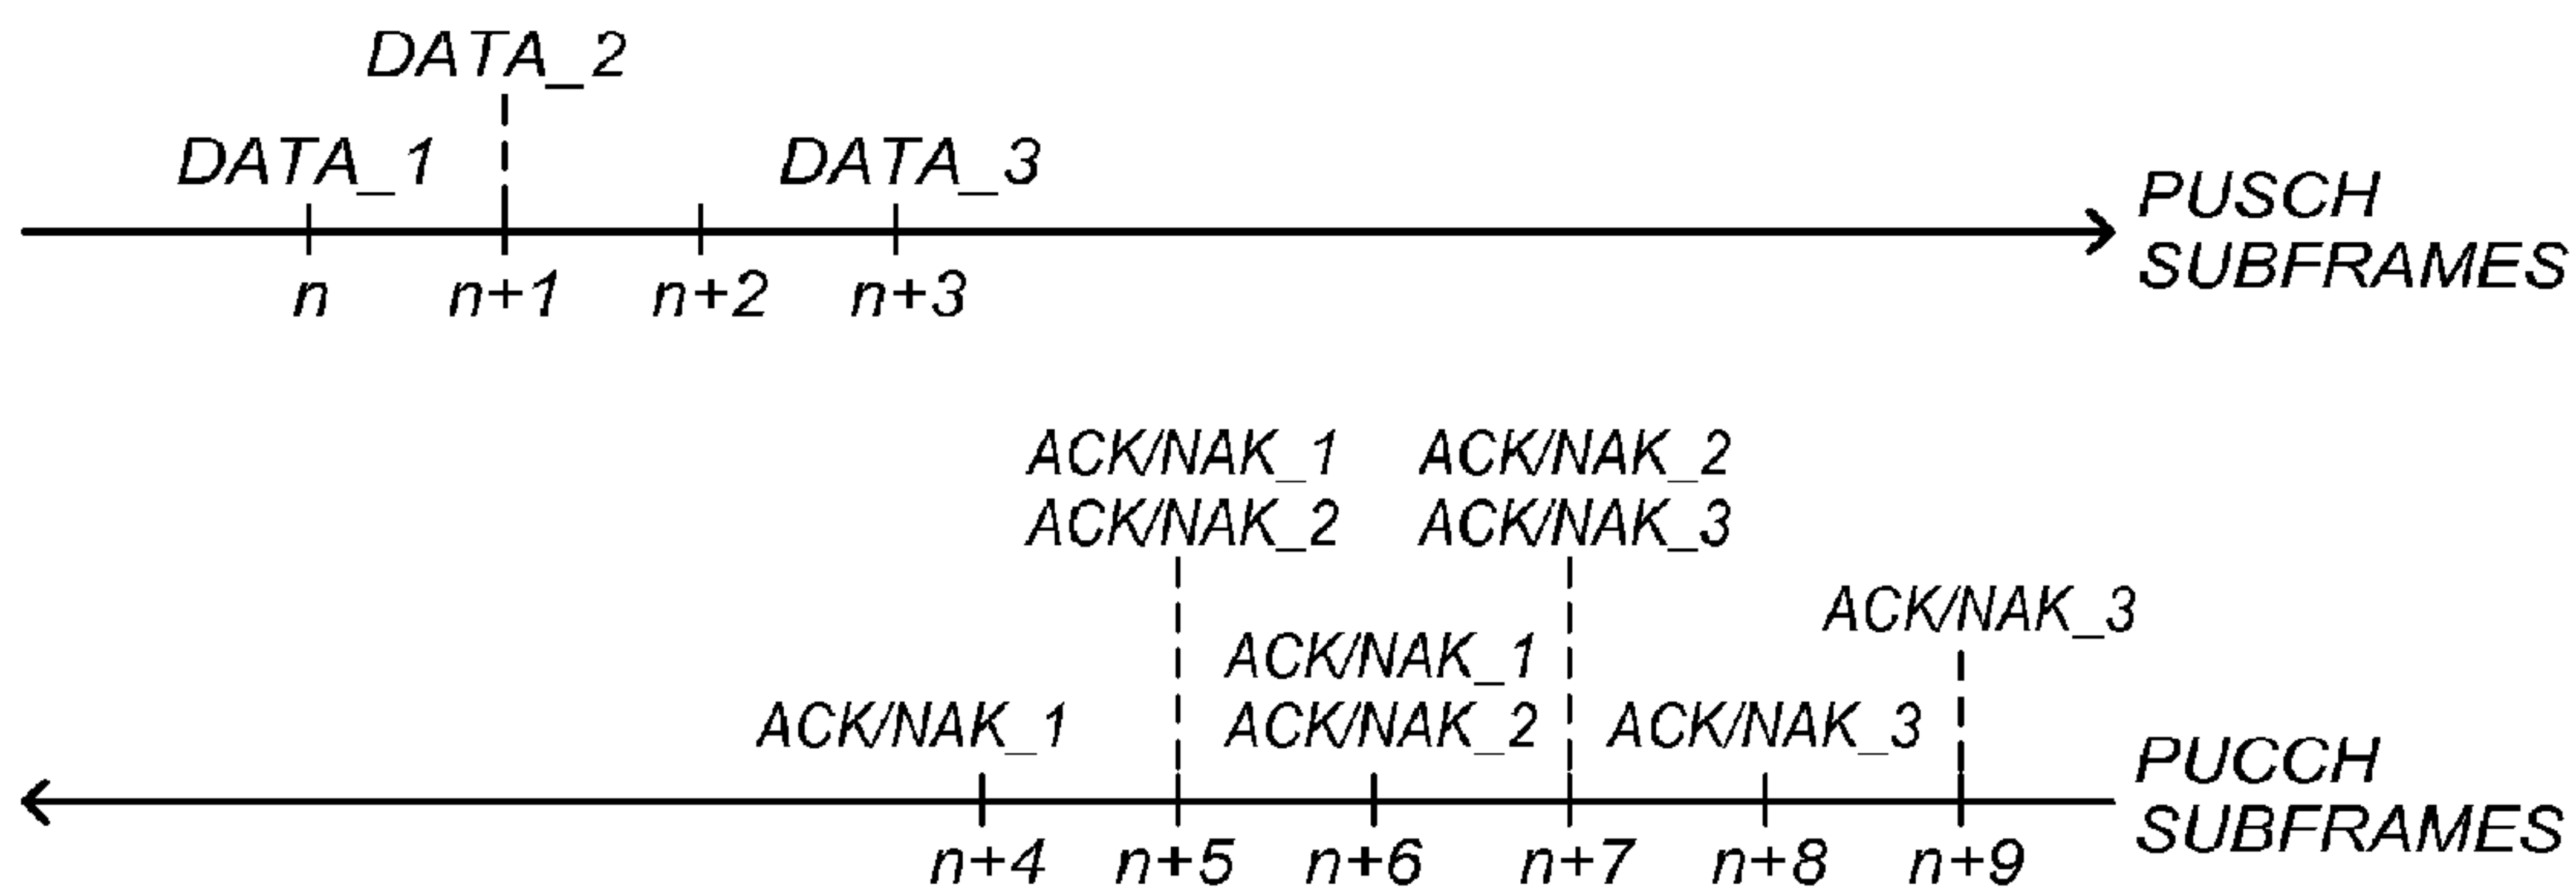 DATA_2
DATA_1
DATA_3
PUSCH
SUBFRAMES
n
n+1
n+2
n+3
ACK/NAK_1
ACK/NAK_2
ACK/NAK_2
ACK/NAK_3
ACK/NAK_3
ACK/NAK_1
ACK/NAK_2
ACK/NAK_1
ACK/NAK_3
PUCCH
SUBFRAMES
n+4
n+5
n+6
n+7
n+8
n+9